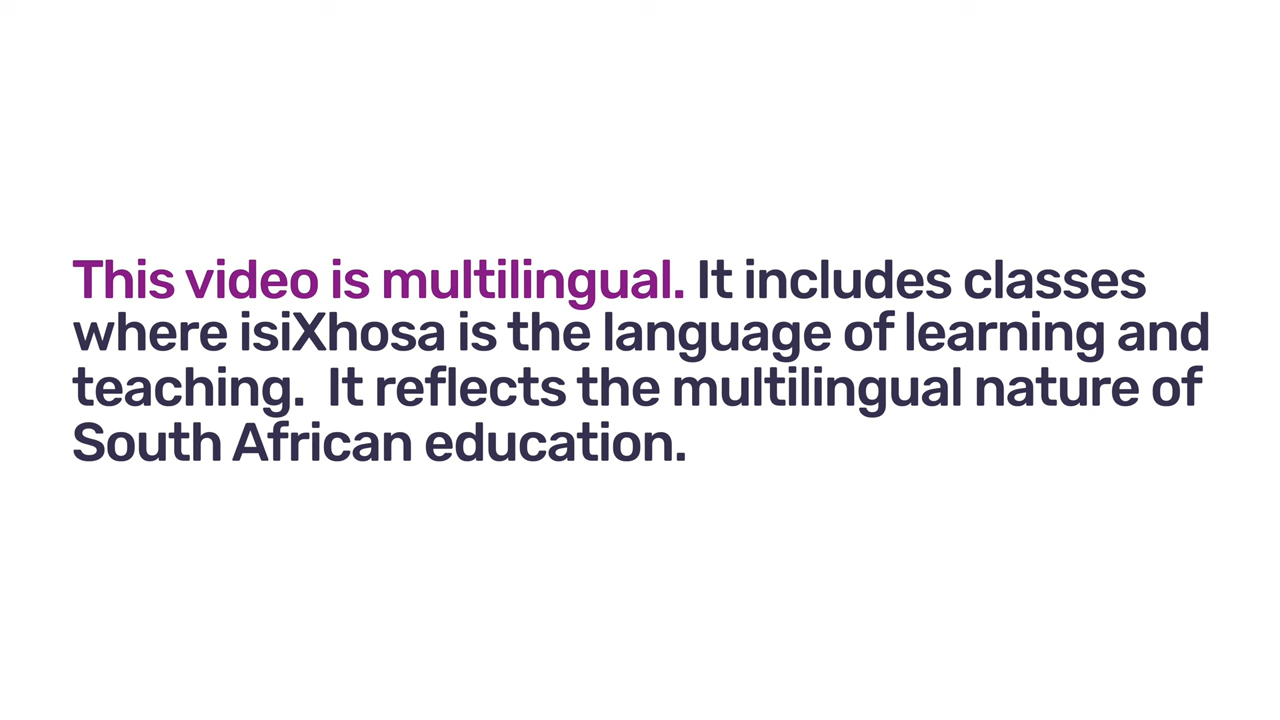 This video is multilingual. It includes classes
where isiXhosa is the language of learning and
teaching.  It reflects the multilingual nature of
South African education.